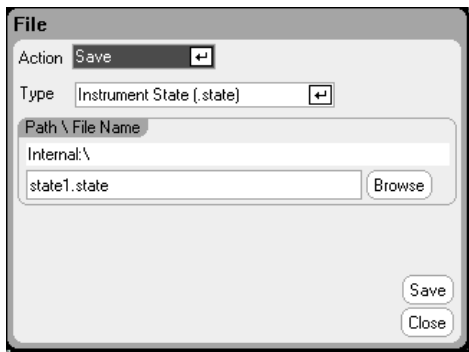 File
Action Save
Type Instrument State (.state)
Path \ File Name
Internal:\
state1.state Browse
Save
Close